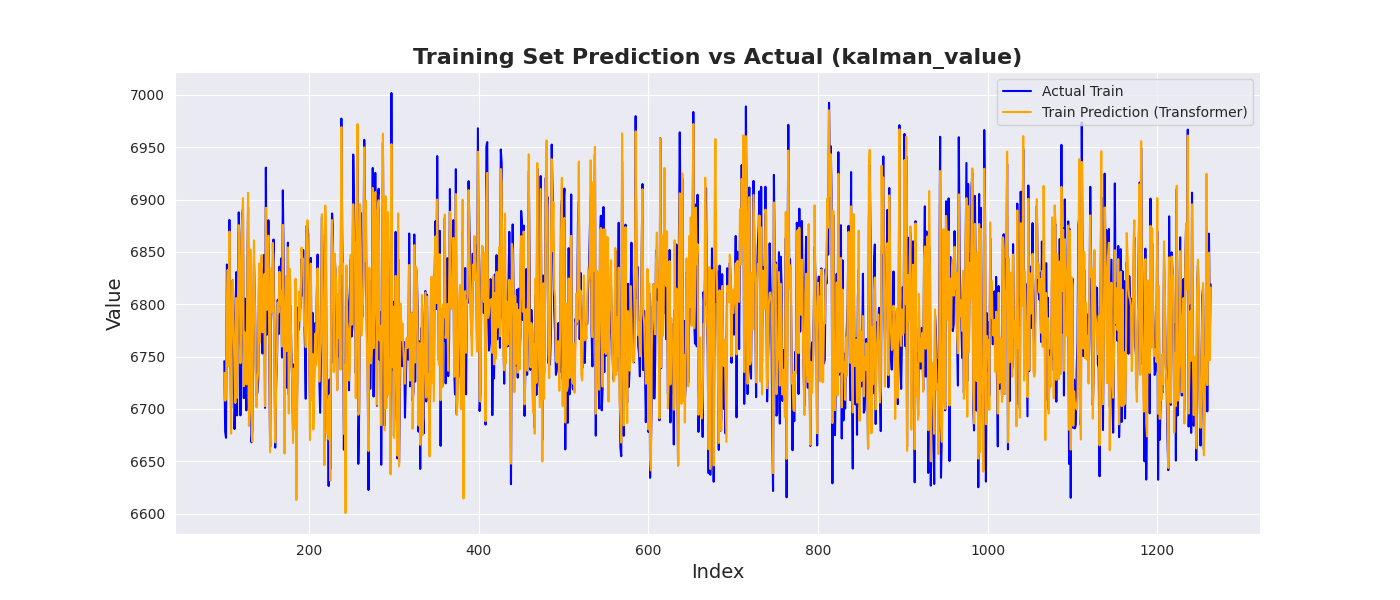 Training Set Prediction vs Actual (kalman_value)
Actual Train
Train Prediction (Transformer)
Value
7000
6950
6900
6850
6800
6750
6700
6650
6600
200 400 600 800 1000 1200
Index